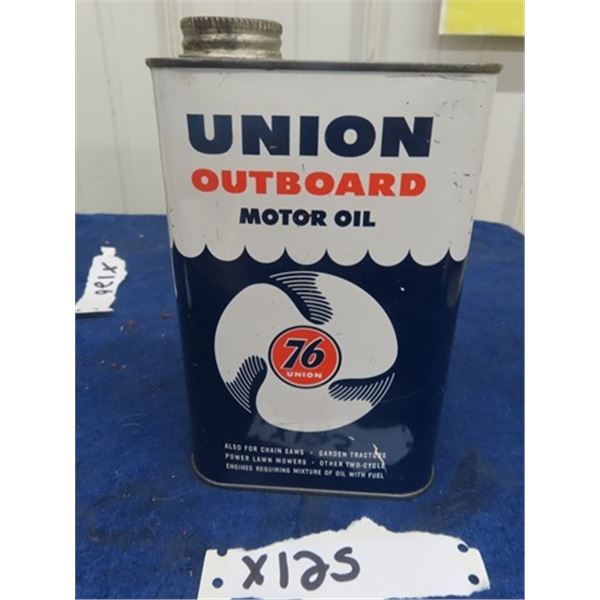 UNION
OUTBOARD
MOTOR OIL
76
UNION
ALSO FOR CHAIN SAWS • GARDEN TRACTORS
POWER LAWN MOWERS • OTHER TWO-CYCLE
ENGINES REQUIRING MIXTURE OF OIL WITH FUEL
X196
X125